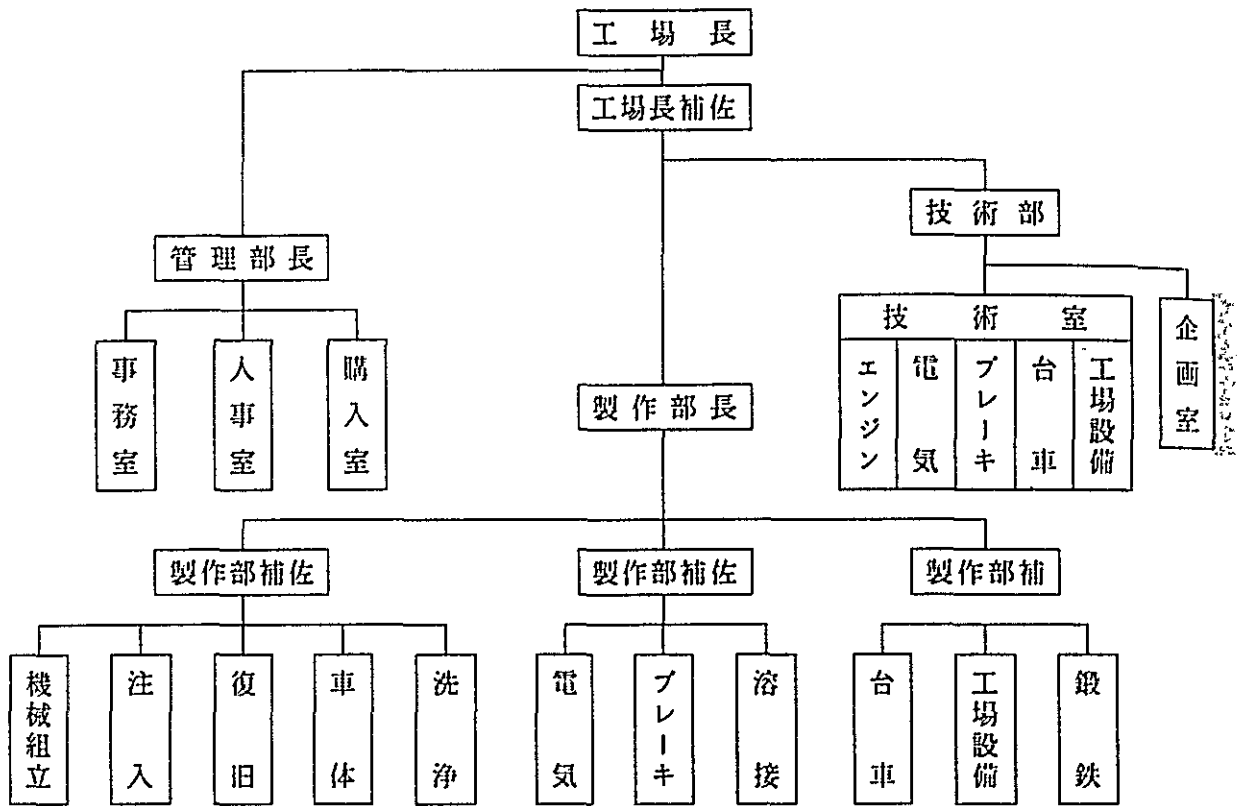 工場長
工場長補佐
技術部
管理部長
技術室
エンジン
電気
ブレーキ
台車
工場設備
企画室
事務室
人事室
購入室
製作部長
製作部補佐
製作部補佐
製作部補
機械組立
注入
復旧
車体
洗浄
電気
ブレーキ
溶接
台車
工場設備
鍛鉄